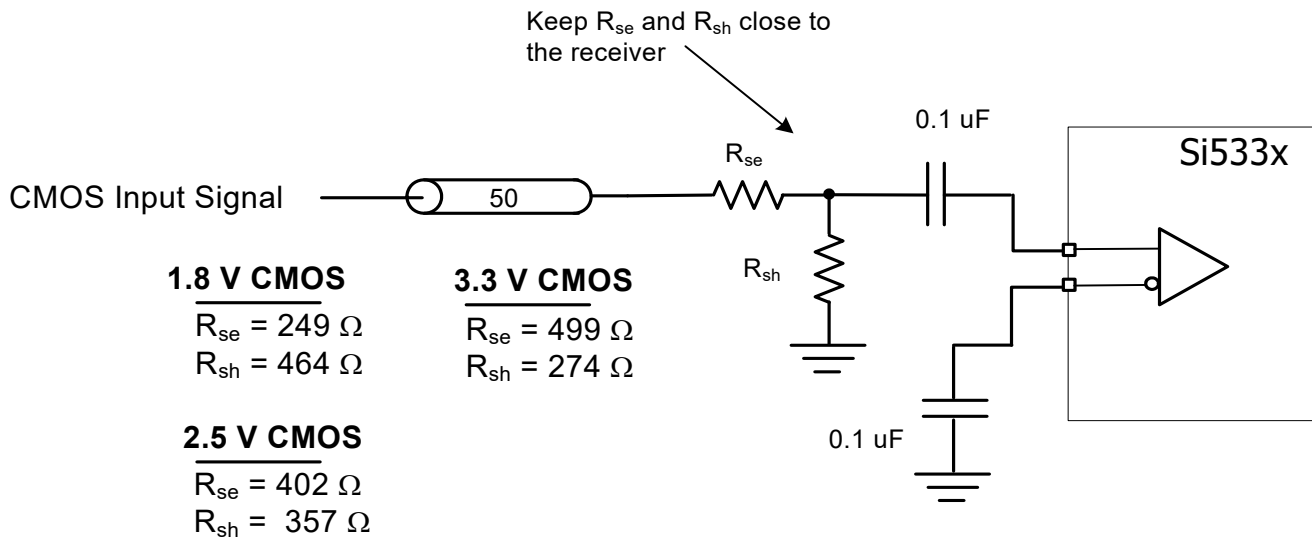 Keep Rse and Rsh close to
the receiver
0.1 uF
Si533x
Rse
CMOS Input Signal
50
Rsh
1.8 V CMOS
Rse = 249 Ω
Rsh = 464 Ω
3.3 V CMOS
Rse = 499 Ω
Rsh = 274 Ω
2.5 V CMOS
Rse = 402 Ω
Rsh = 357 Ω
0.1 uF